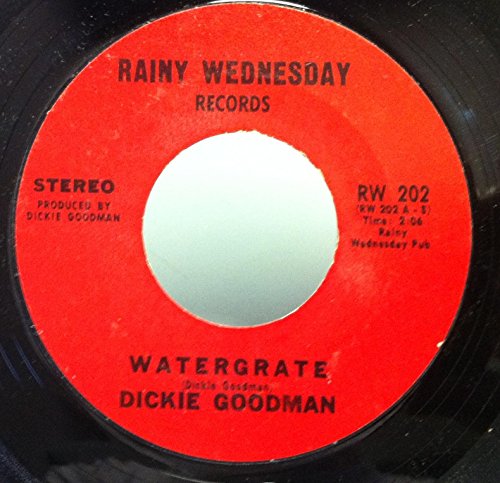 RAINY WEDNESDAY
RECORDS
STEREO
PRODUCED BY
DICKIE GOODMAN
RW 202
(RW 202 A - S)
Time: 2:06
Rainy
Wednesday Pub
WATERGRATE
(Dickie Goodman)
DICKIE GOODMAN